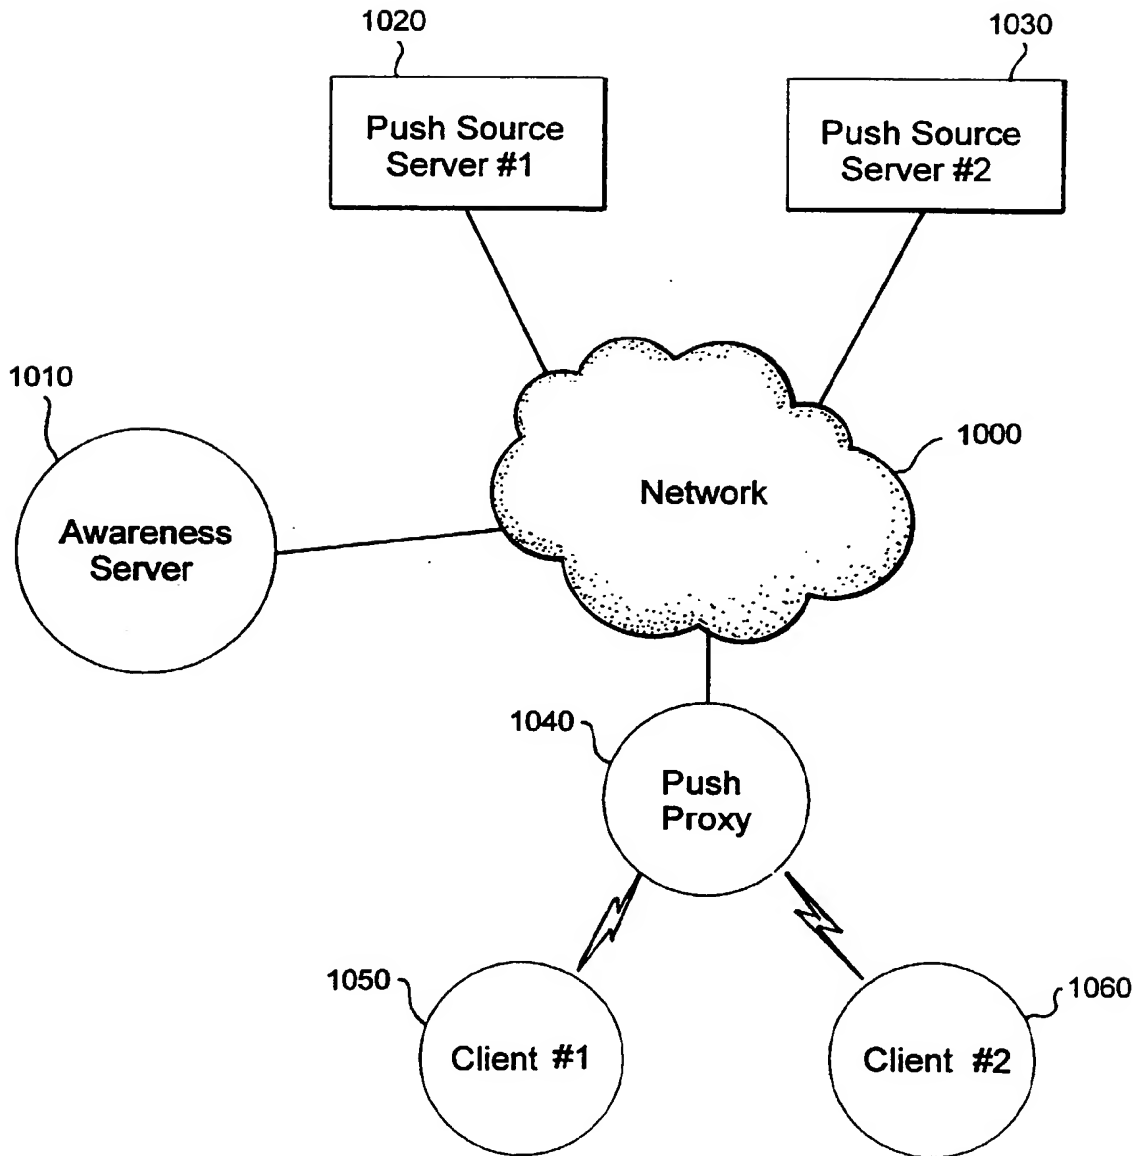 1020
1030
Push Source
Server #1
Push Source
Server #2
1010
1000
Network
Awareness
Server
1040
Push
Proxy
1050
1060
Client #1
Client #2